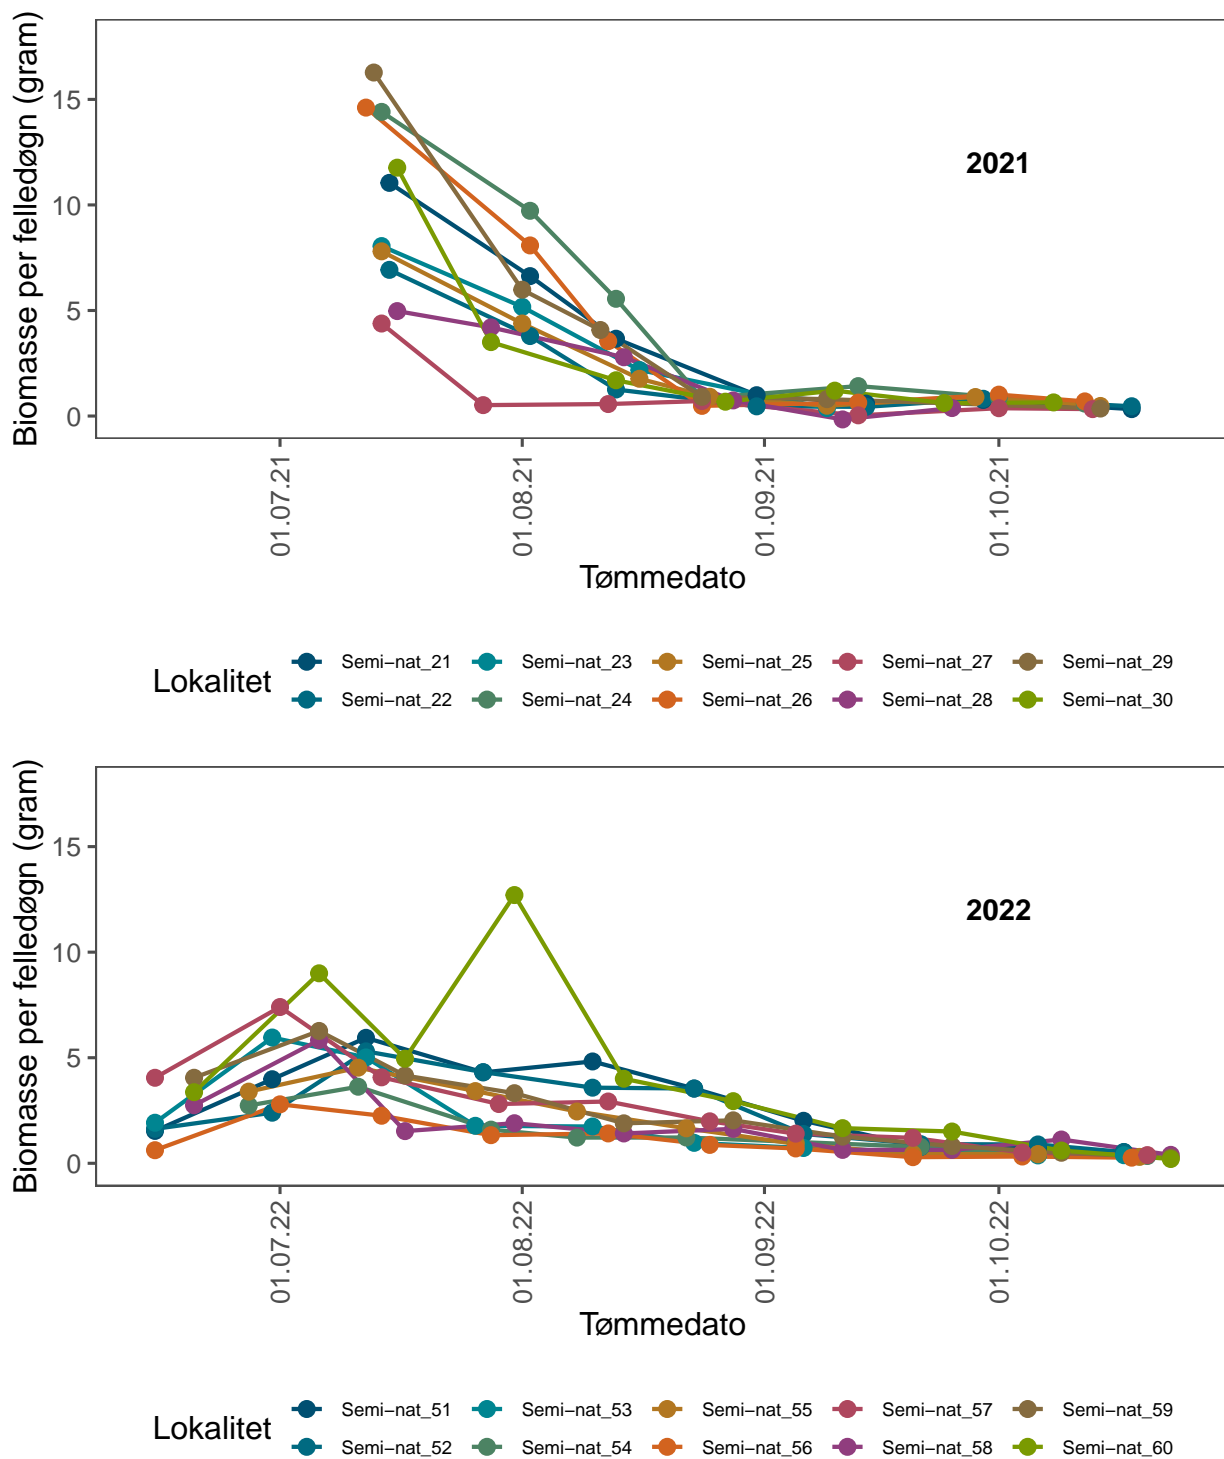 Biomasse per felledøgn (gram)
15
10
5
0
2021
01.07.21
01.08.21
01.09.21
01.10.21
Tømmedato
Lokalitet
Semi−nat_21
Semi−nat_23
Semi−nat_25
Semi−nat_27
Semi−nat_29
Semi−nat_22
Semi−nat_24
Semi−nat_26
Semi−nat_28
Semi−nat_30
Biomasse per felledøgn (gram)
15
10
5
0
2022
01.07.22
01.08.22
01.09.22
01.10.22
Tømmedato
Lokalitet
Semi−nat_51
Semi−nat_53
Semi−nat_55
Semi−nat_57
Semi−nat_59
Semi−nat_52
Semi−nat_54
Semi−nat_56
Semi−nat_58
Semi−nat_60